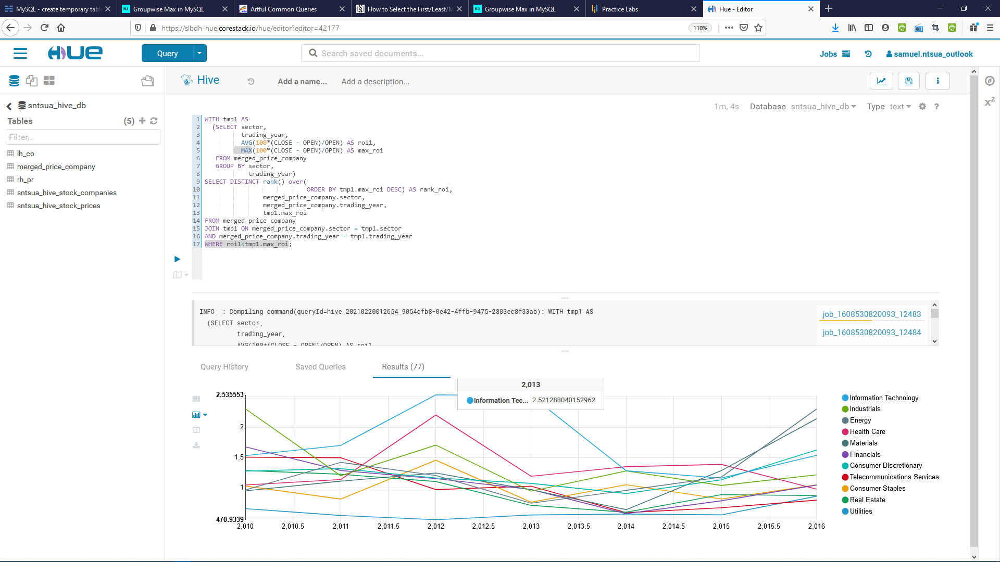 MySQL - create temporary tabl
Groupwise Max in MySQL
Artful Common Queries
How to Select the First/Least/M
Groupwise Max in MySQL
Practice Labs
Hue - Editor
https://slbdh-hue.corestack.io/hue/editor?editor=42177
110%
HUE
Query
Search saved documents...
Jobs
samuel.ntsua_outlook
Hive
Add a name...
Add a description...
x2
sntsua_hive_db
Tables
(5)
Filter...
lh_co
merged_price_company
rh_pr
sntsua_hive_stock_companies
sntsua_hive_stock_prices
1m, 4s
Database sntsua_hive_db
Type text
?
1 WITH tmp1 AS
2 (SELECT sector,
3 trading_year,
4 AVG(100*(CLOSE - OPEN)/OPEN) AS roi1,
5 MAX(100*(CLOSE - OPEN)/OPEN) AS max_roi
6 FROM merged_price_company
7 GROUP BY sector,
8 trading_year)
9 SELECT DISTINCT rank() over(
10 ORDER BY tmp1.max_roi DESC) AS rank_roi,
11 merged_price_company.sector,
12 merged_price_company.trading_year,
13 tmp1.max_roi
14 FROM merged_price_company
15 JOIN tmp1 ON merged_price_company.sector = tmp1.sector
16 AND merged_price_company.trading_year = tmp1.trading_year
17 WHERE roi1<tmp1.max_roi;
INFO : Compiling command(queryId=hive_20210220012654_9054cfb8-0e42-4ffb-9475-2803ec8f33ab): WITH tmp1 AS
(SELECT sector,
trading_year,
AVG(100*(CLOSE - OPEN)/OPEN) AS roi1
job_1608530820093_12483
job_1608530820093_12484
Query History
Saved Queries
Results (77)
2,013
Information Tec... 2.521288040152962
2.535553
2
1.5
1
470.9339
2,010
2,010.5
2,011
2,011.5
2,012
2,012.5
2,013
2,013.5
2,014
2,014.5
2,015
2,015.5
2,016
Information Technology
Industrials
Energy
Health Care
Materials
Financials
Consumer Discretionary
Telecommunications Services
Consumer Staples
Real Estate
Utilities